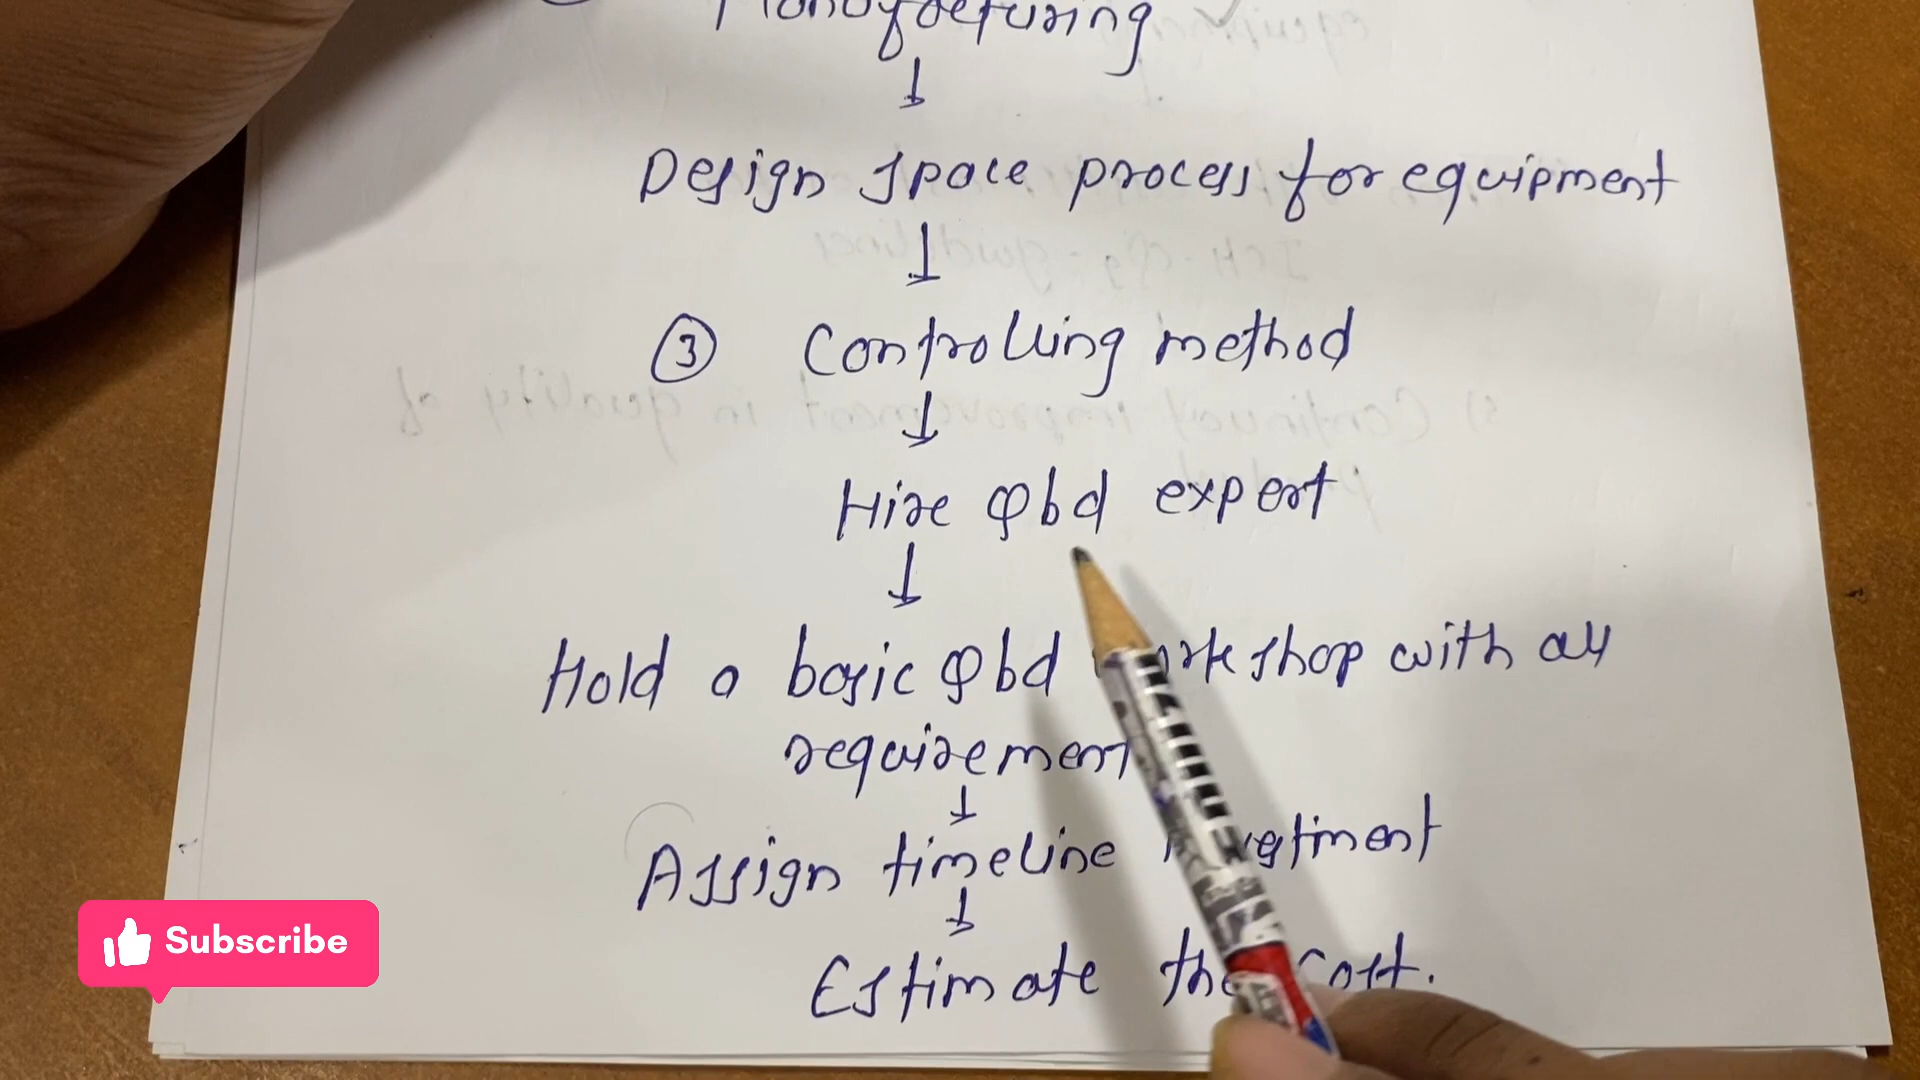 Manufacturing
↓
Design space process for equipment
↓
③ Controlling method
↓
Hire Qbd expert
↓
Hold a basic Qbd workshop with all
requirement
↓
Assign timeline
↓
Estimate the cost.
Subscribe